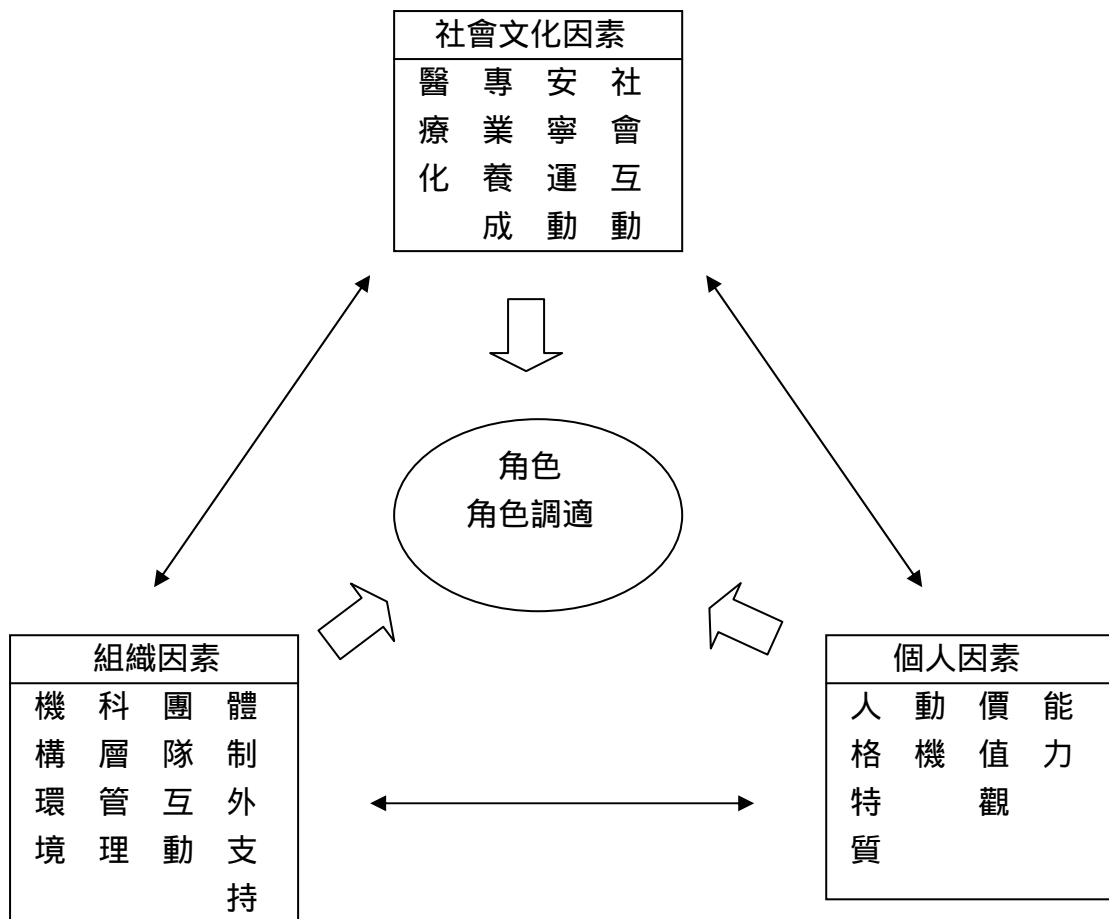 社會文化因素
醫療化
專業養成
安寧運動
社會互動
角色
角色調適
組織因素
機構環境
科層管理
團隊互動
體制外支持
個人因素
人格特質
動機
價值觀
能力